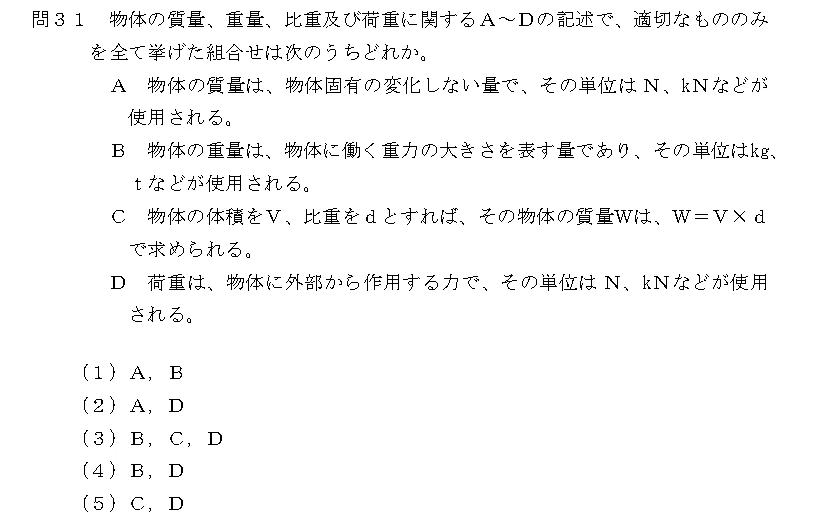 問３１　物体の質量、重量、比重及び荷重に関するＡ～Ｄの記述で、適切なもののみ
を全て挙げた組合せは次のうちどれか。
Ａ　物体の質量は、物体固有の変化しない量で、その単位は N、kNなどが
使用される。
Ｂ　物体の重量は、物体に働く重力の大きさを表す量であり、その単位はkg、
ｔなどが使用される。
Ｃ　物体の体積をＶ、比重をｄとすれば、その物体の質量Wは、Ｗ＝Ｖ×ｄ
で求められる。
Ｄ　荷重は、物体に外部から作用する力で、その単位は N、kNなどが使用
される。
（１）Ａ，Ｂ
（２）Ａ，Ｄ
（３）Ｂ，Ｃ，Ｄ
（４）Ｂ，Ｄ
（５）Ｃ，Ｄ